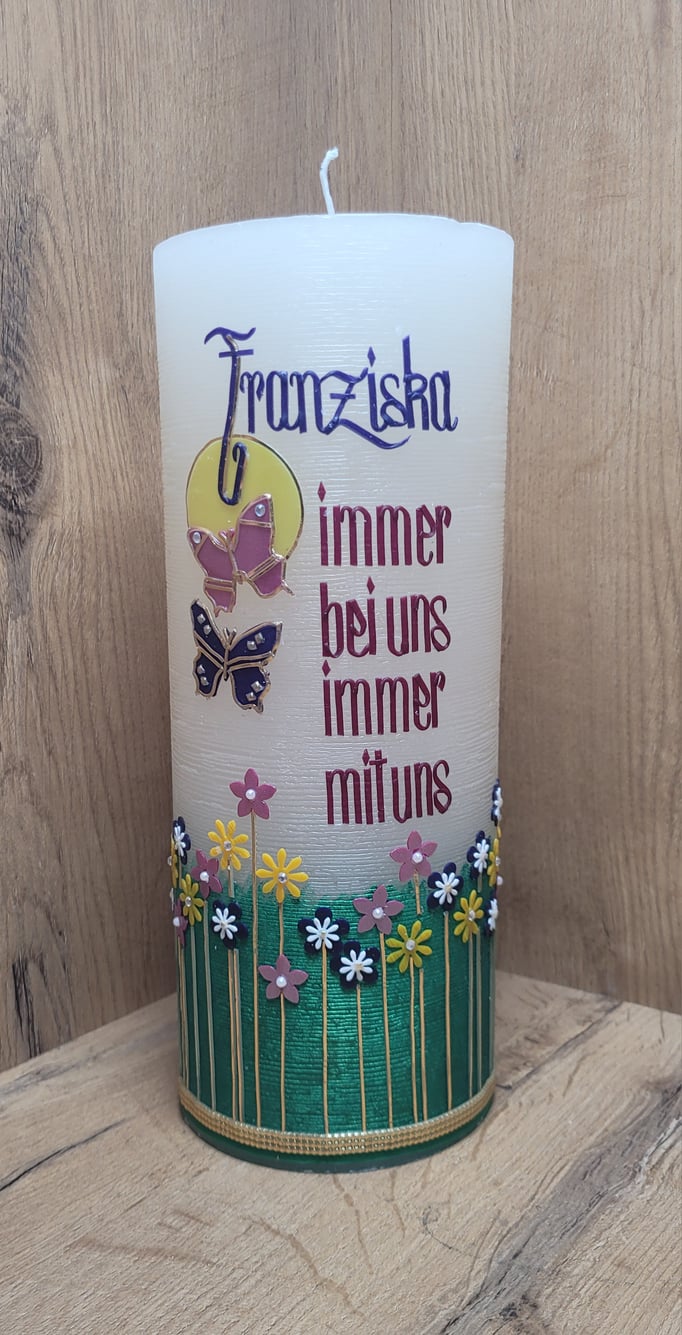 Franziska
immer
bei uns
immer
mit uns